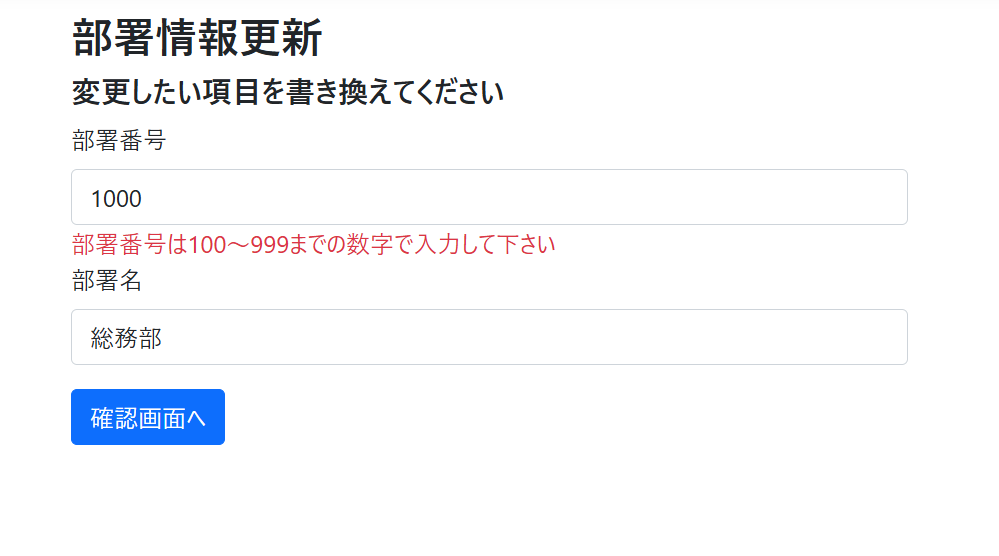 部署情報更新
変更したい項目を書き換えてください
部署番号
1000
部署番号は100～999までの数字で入力して下さい
部署名
総務部
確認画面へ